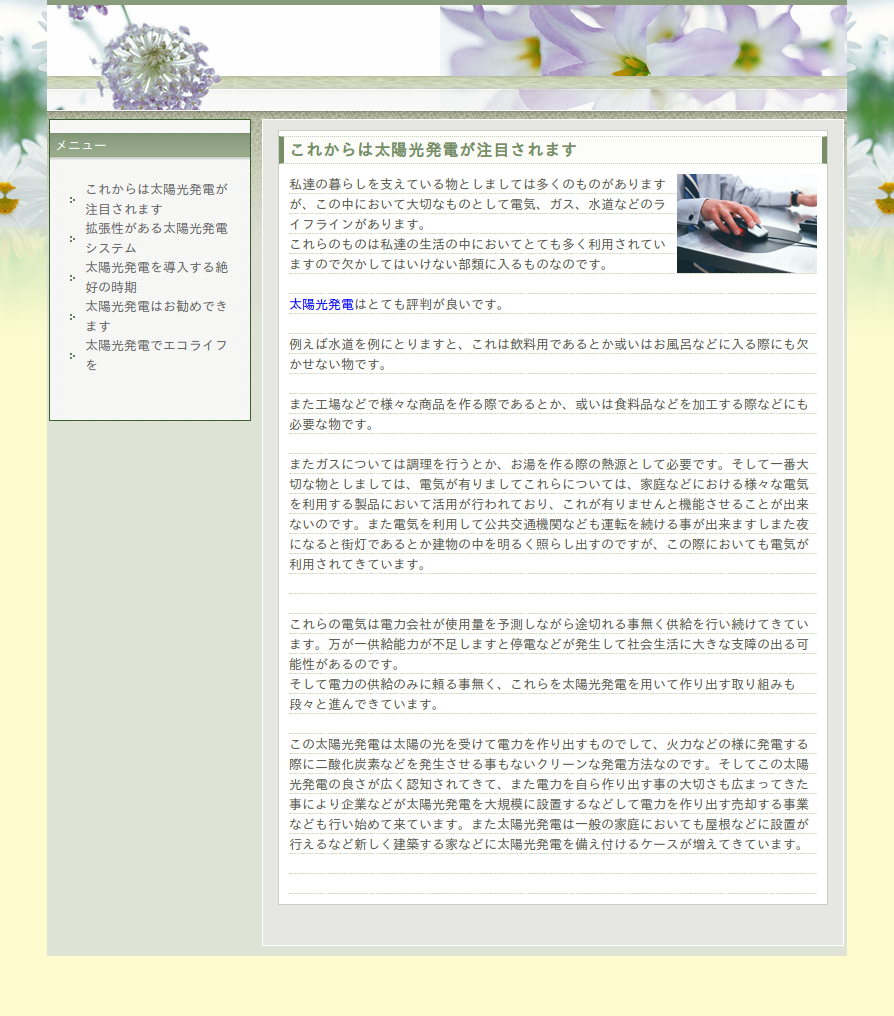 メニュー
これからは太陽光発電が
注目されます
拡張性がある太陽光発電
システム
太陽光発電を導入する絶
好の時期
太陽光発電はお勧めでき
ます
太陽光発電でエコライフ
を
これからは太陽光発電が注目されます
私達の暮らしを支えている物としましては多くのものがあります
が、この中において大切なものとして電気、ガス、水道などのラ
イフラインがあります。
これらのものは私達の生活の中においてとても多く利用されてい
ますので欠かしてはいけない部類に入るものなのです。
太陽光発電はとても評判が良いです。
例えば水道を例にとりますと、これは飲料用であるとか或いはお風呂などに入る際にも欠
かせない物です。
また工場などで様々な商品を作る際であるとか、或いは食料品などを加工する際などにも
必要な物です。
またガスについては調理を行うとか、お湯を作る際の熱源として必要です。そして一番大
切な物としましては、電気が有りましてこれらについては、家庭などにおける様々な電気
を利用する製品において活用が行われており、これが有りませんと機能させることが出来
ないのです。また電気を利用して公共交通機関なども運転を続ける事が出来ますしまた夜
になると街灯であるとか建物の中を明るく照らし出すのですが、この際においても電気が
利用されてきています。
これらの電気は電力会社が使用量を予測しながら途切れる事無く供給を行い続けてきてい
ます。万が一供給能力が不足しますと停電などが発生して社会生活に大きな支障の出る可
能性があるのです。
そして電力の供給のみに頼る事無く、これらを太陽光発電を用いて作り出す取り組みも
段々と進んできています。
この太陽光発電は太陽の光を受けて電力を作り出すものでして、火力などの様に発電する
際に二酸化炭素などを発生させる事もないクリーンな発電方法なのです。そしてこの太陽
光発電の良さが広く認知されてきて、また電力を自ら作り出す事の大切さも広まってきた
事により企業などが太陽光発電を大規模に設置するなどして電力を作り出す売却する事業
なども行い始めて来ています。また太陽光発電は一般の家庭においても屋根などに設置が
行えるなど新しく建築する家などに太陽光発電を備え付けるケースが増えてきています。